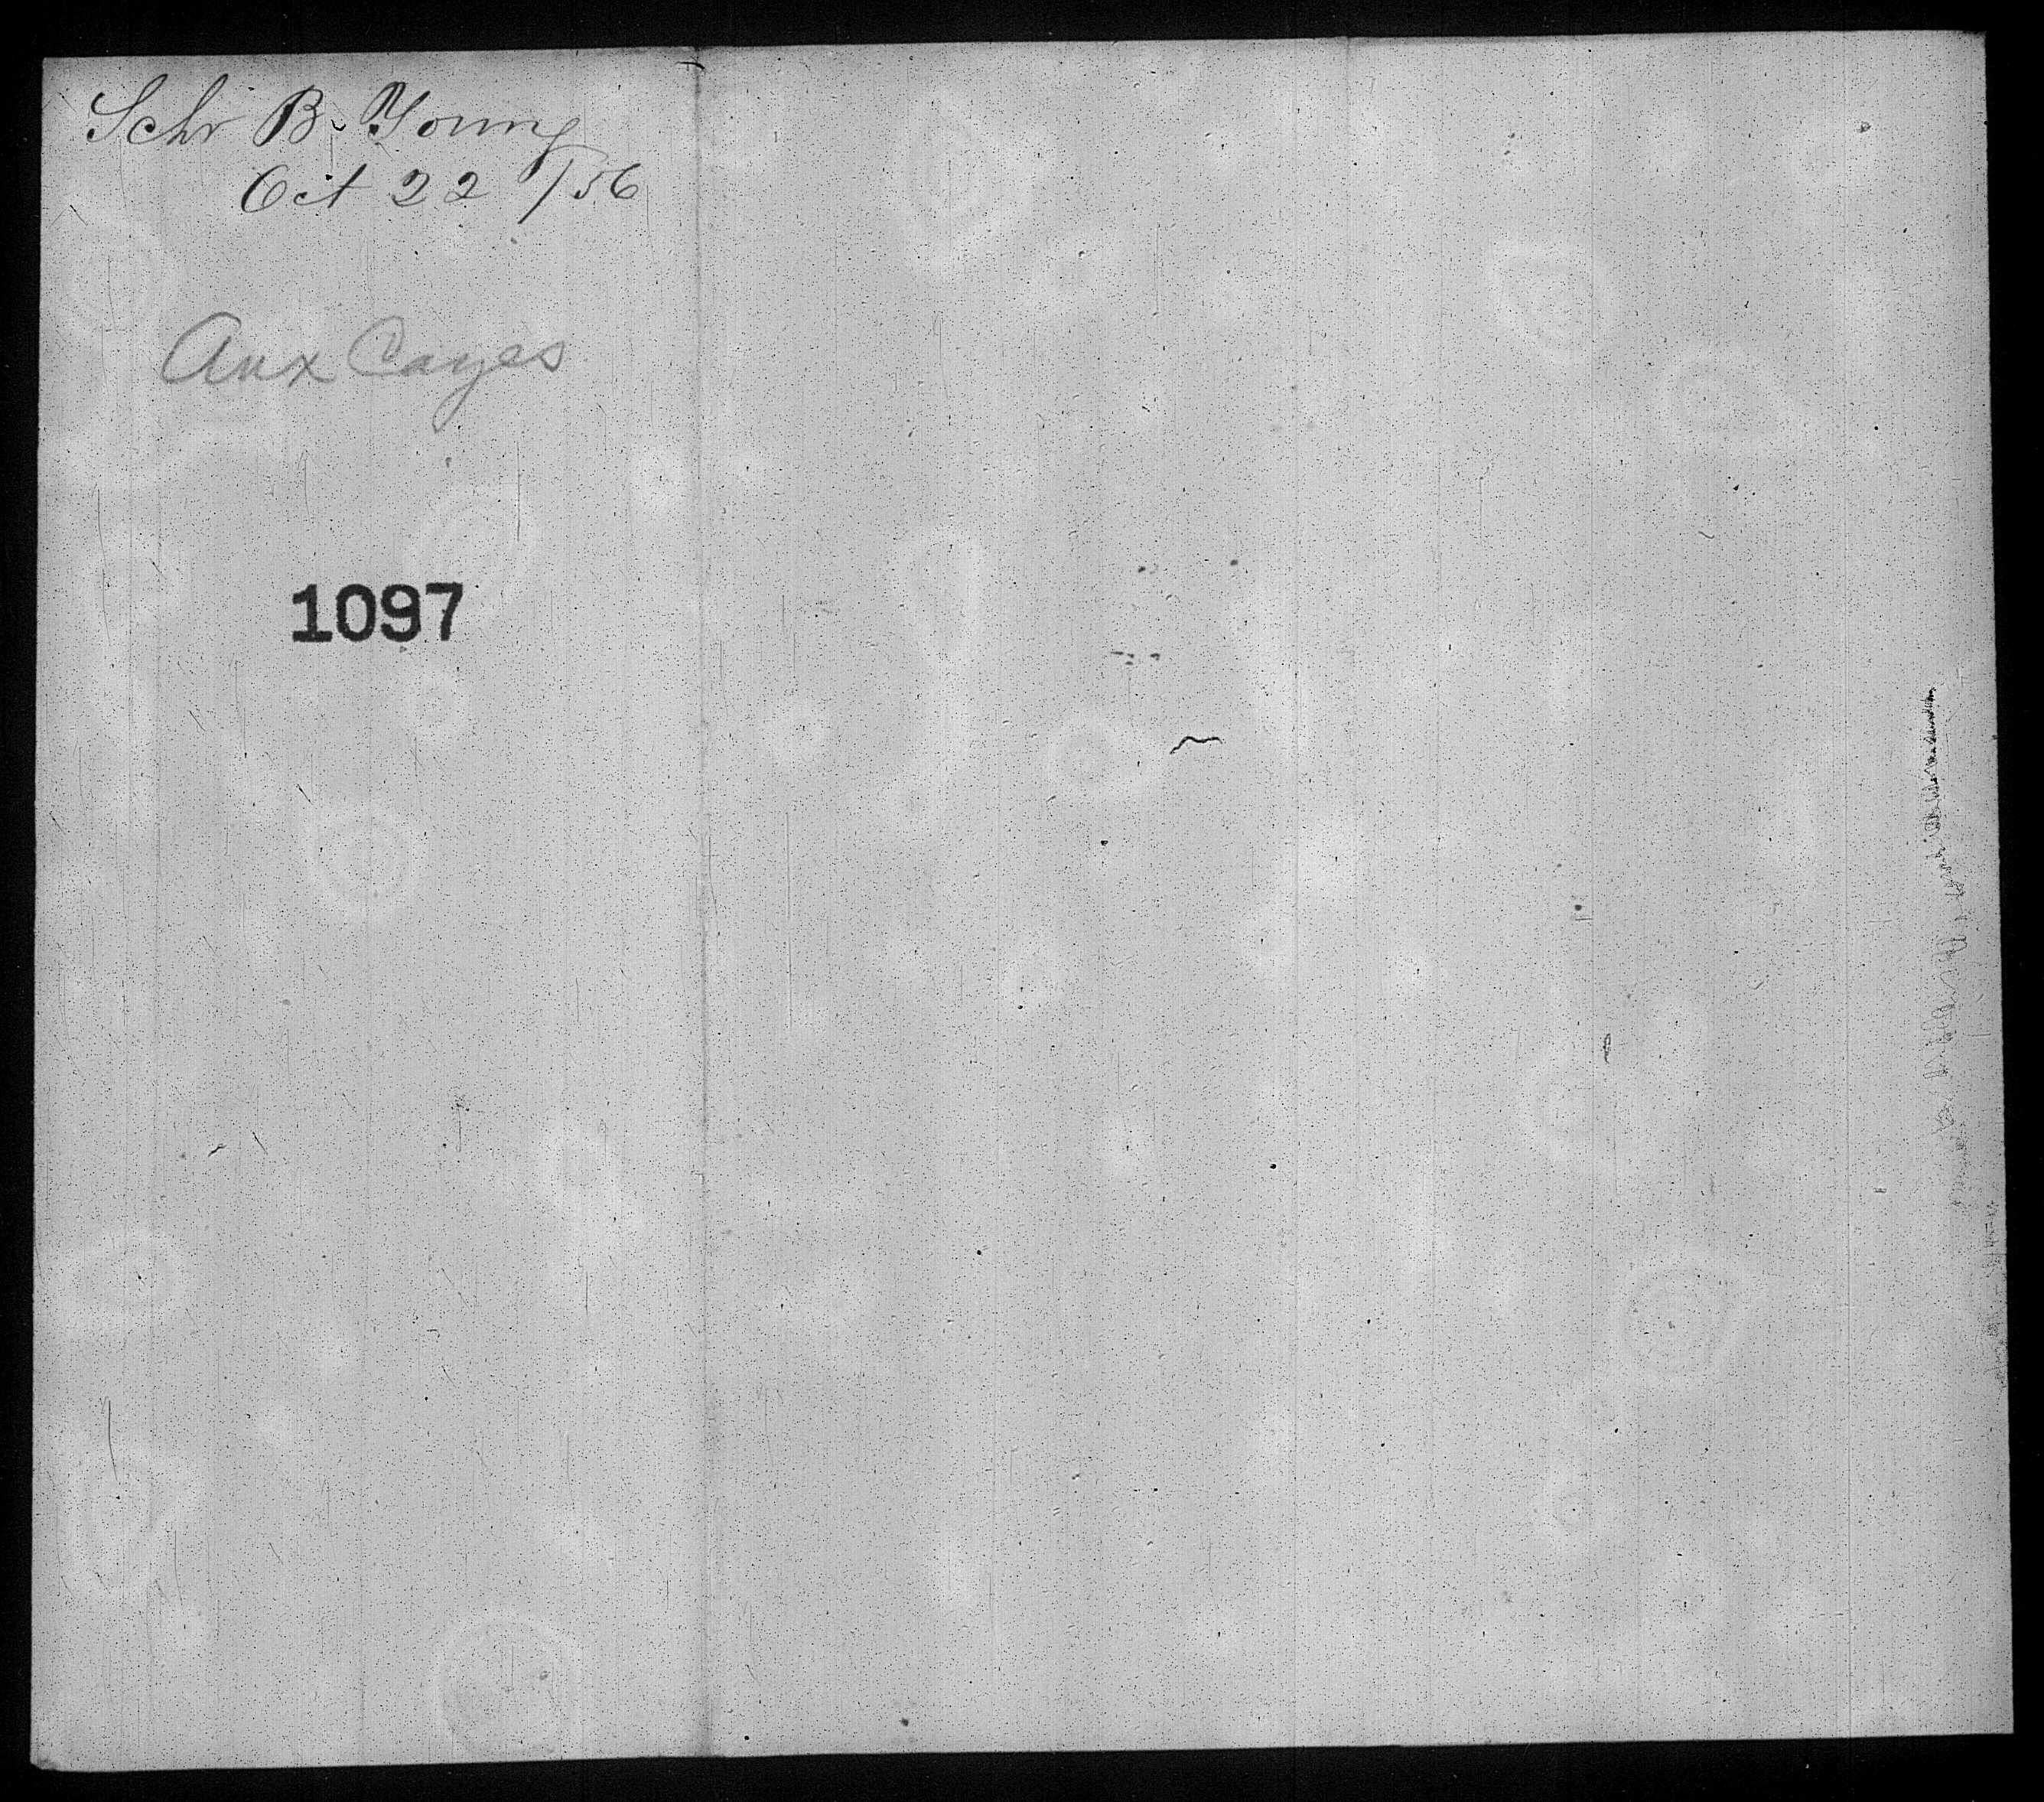 Schr B. Young
Oct 22 /56
Aux Cayes
1097